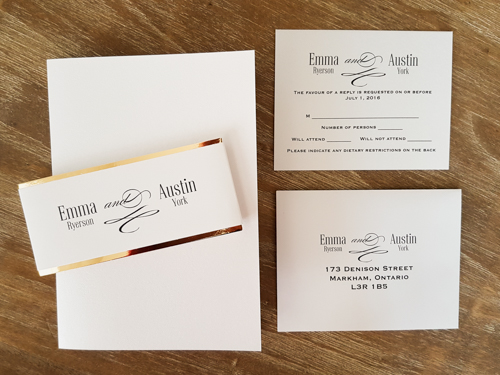 Emma and Austin
Ryerson York
Emma and Austin
Ryerson York
The favour of a reply is requested on or before
July 1, 2018
M
Number of persons
Will attend Will not attend
Please indicate any dietary restrictions on the back
Emma and Austin
Ryerson York
173 Denison Street
Markham, Ontario
L3R 1B5